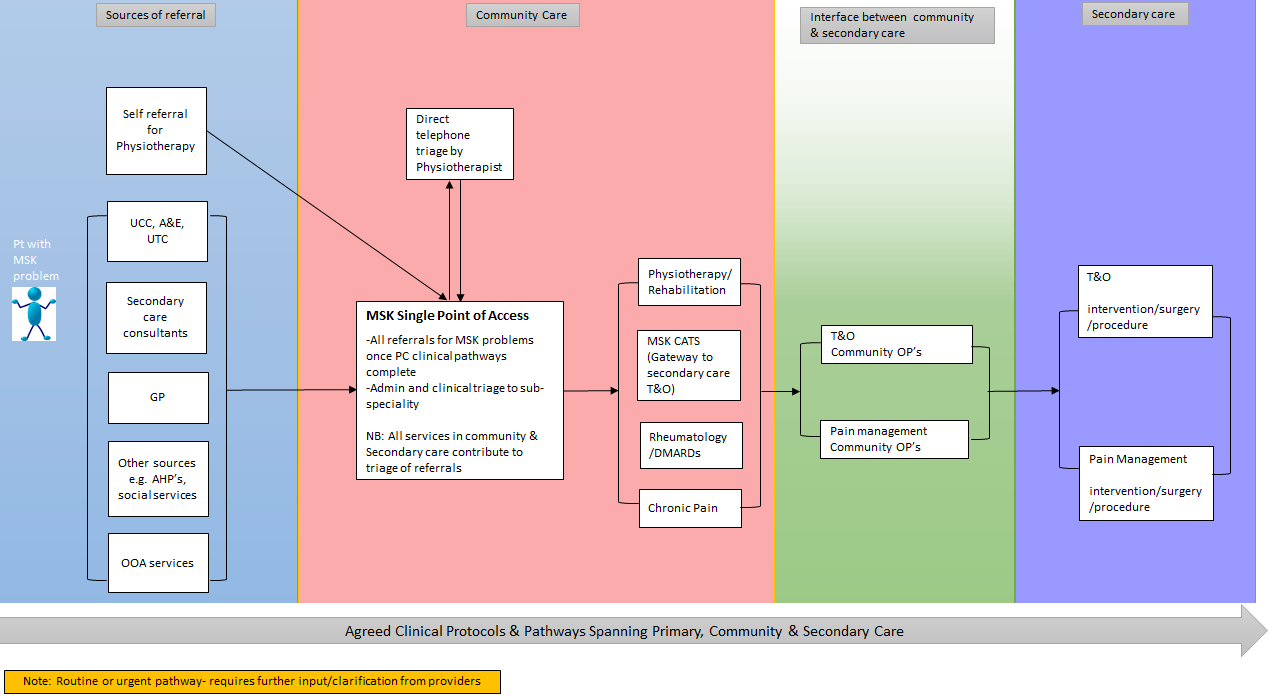 Sources of referral
Community Care
Interface between community
& secondary care
Secondary care
Self referral
for
Physiotherapy
UCC, A&E,
UTC
Pt with
MSK
problem
Secondary
care
consultants
GP
Other sources
e.g. AHP's,
social services
OOA services
Direct
telephone
triage by
Physiotherapist
MSK Single Point of Access
-All referrals for MSK problems
once PC clinical pathways
complete
-Admin and clinical triage to sub-
speciality
NB: All services in community &
Secondary care contribute to
triage of referrals
Physiotherapy/
Rehabilitation
MSK CATS
(Gateway to
secondary care
T&O)
Rheumatology
/DMARDs
Chronic Pain
T&O
Community OP's
Pain management
Community OP's
T&O
intervention/surgery
/procedure
Pain Management
intervention/surgery
/procedure
Agreed Clinical Protocols & Pathways Spanning Primary, Community & Secondary Care
Note: Routine or urgent pathway- requires further input/clarification from providers